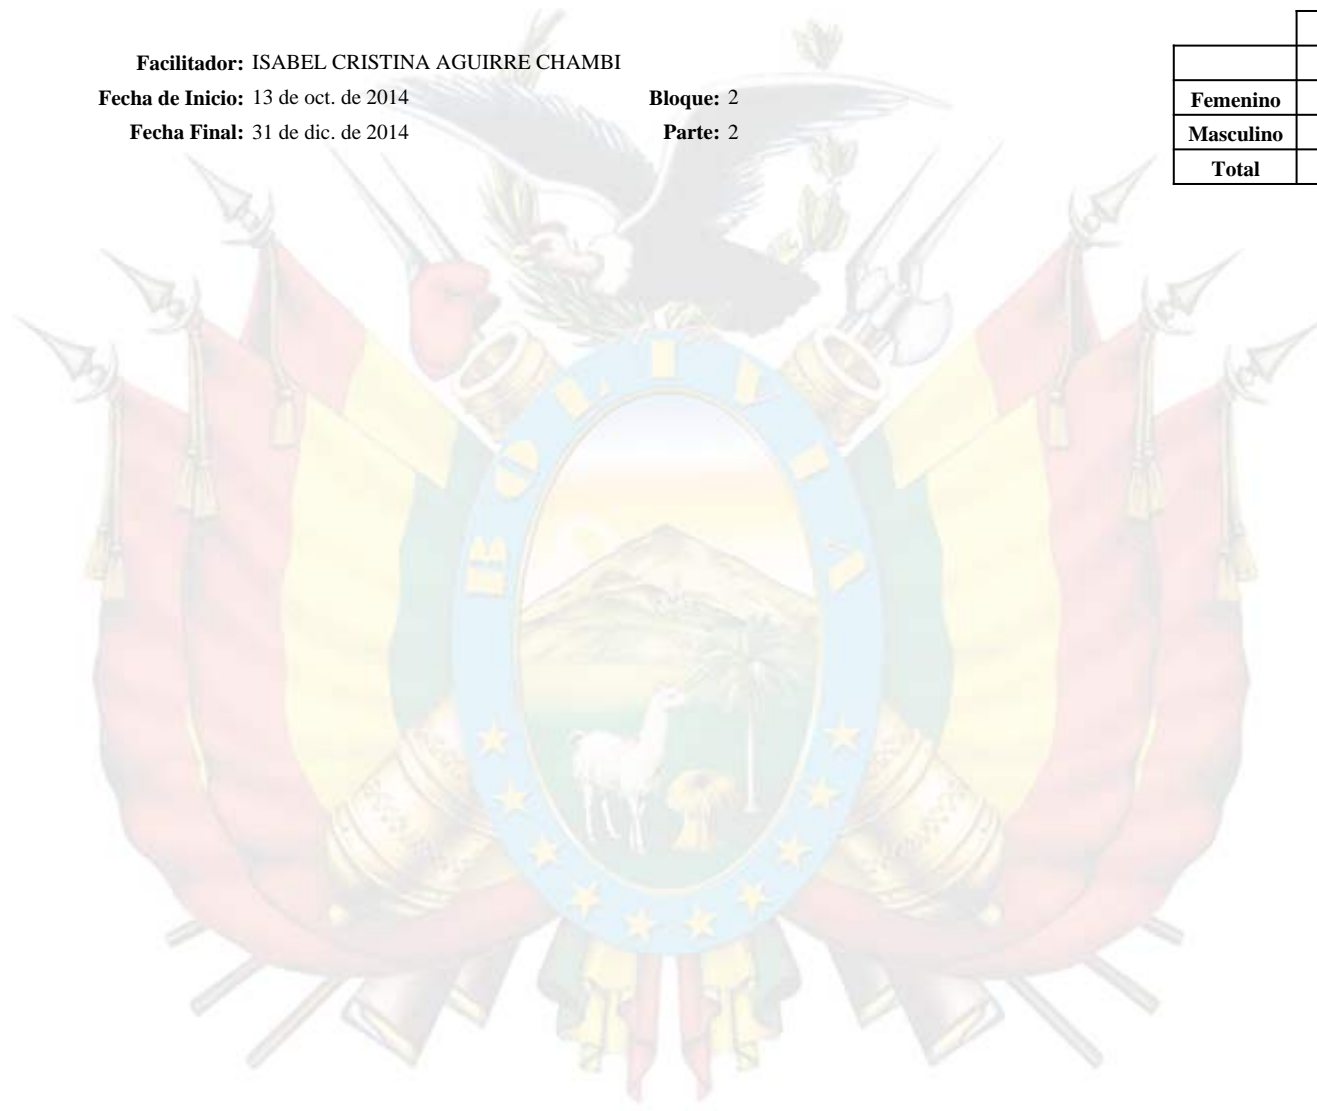 Facilitador: ISABEL CRISTINA AGUIRRE CHAMBI
Fecha de Inicio: 13 de oct. de 2014 Bloque: 2
Fecha Final: 31 de dic. de 2014 Parte: 2
Femenino
Masculino
Total
BOLIVIA